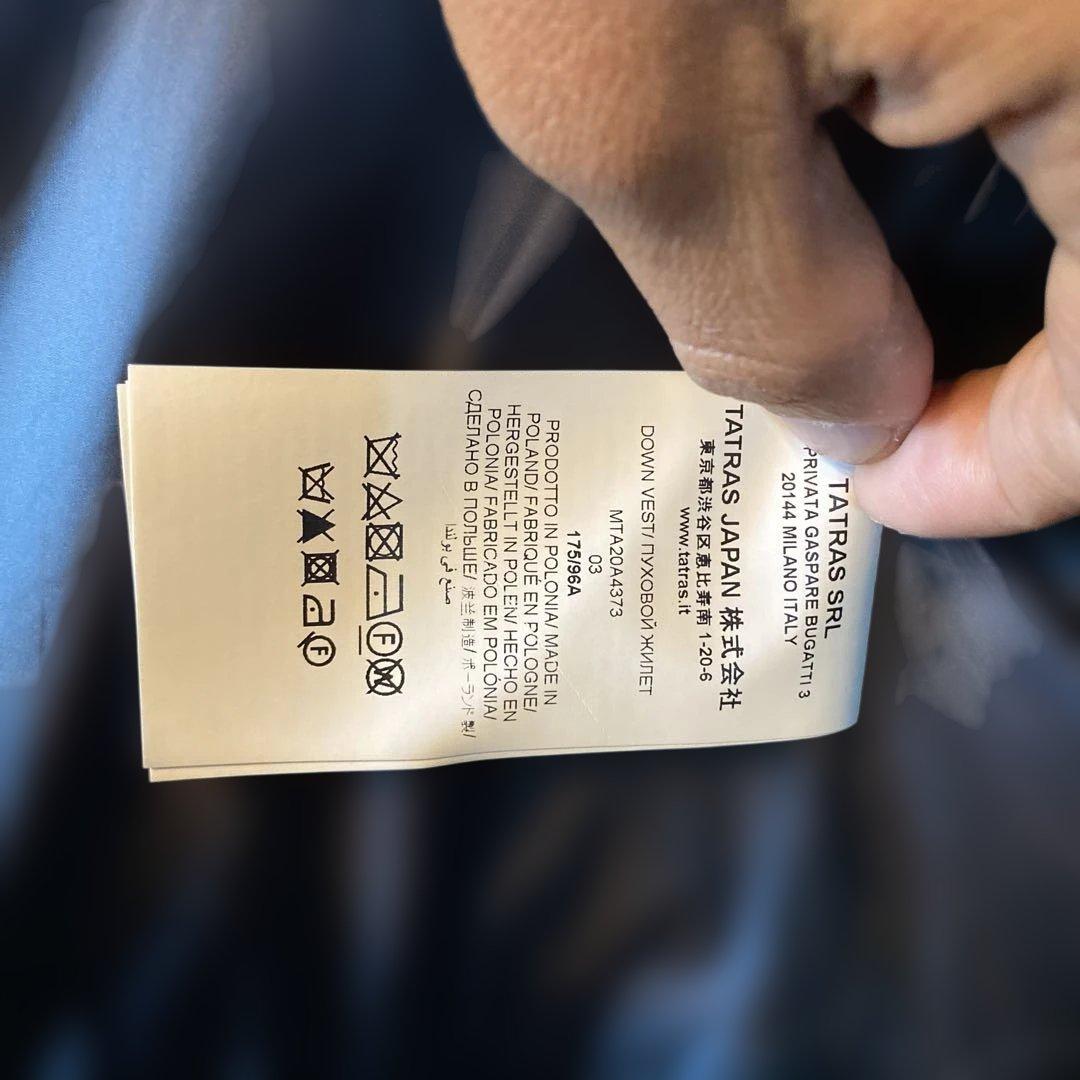 TATRAS SRL
PRIVATA GASPARE BUGATTI 3
20144 MILANO ITALY
TATRAS JAPAN 株式会社
東京都渋谷区恵比寿南 1-20-6
www.tatras.it
DOWN VEST/ ПУХОВОЙ ЖИЛЕТ
MTA20A4373
03
175/96A
PRODOTTO IN POLONIA/ MADE IN
POLAND/ FABRIQUÉ EN POLOGNE/
HERGESTELLT IN POLEN/ HECHO EN
POLONIA/ FABRICADO EM POLÓNIA/
СДЕЛАНО В ПОЛЬШЕ/ 波兰制造/ ポーランド製/
صنع في بولندا
F
F